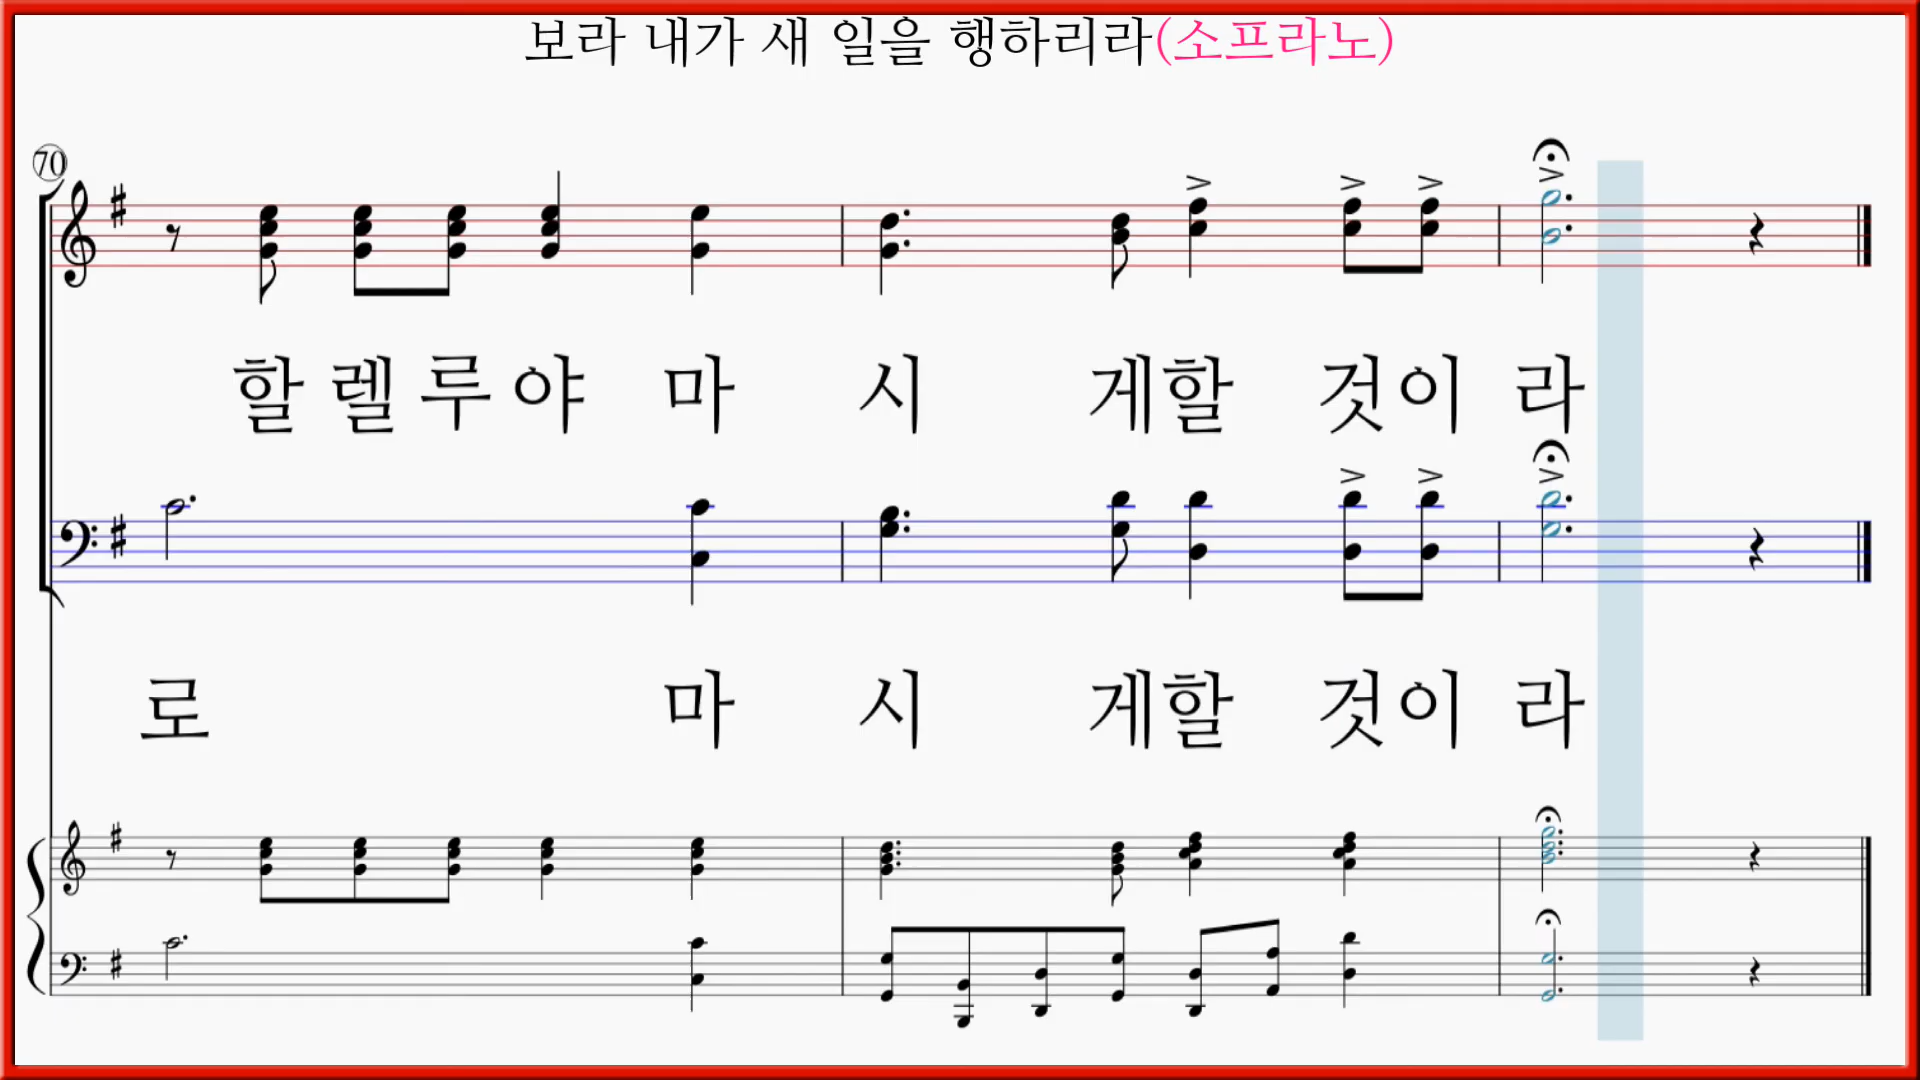 보라 내가 새 일을 행하리라(소프라노)
70
할 렐 루 야 마 시 게 할 것 이 라
로 마 시 게 할 것 이 라